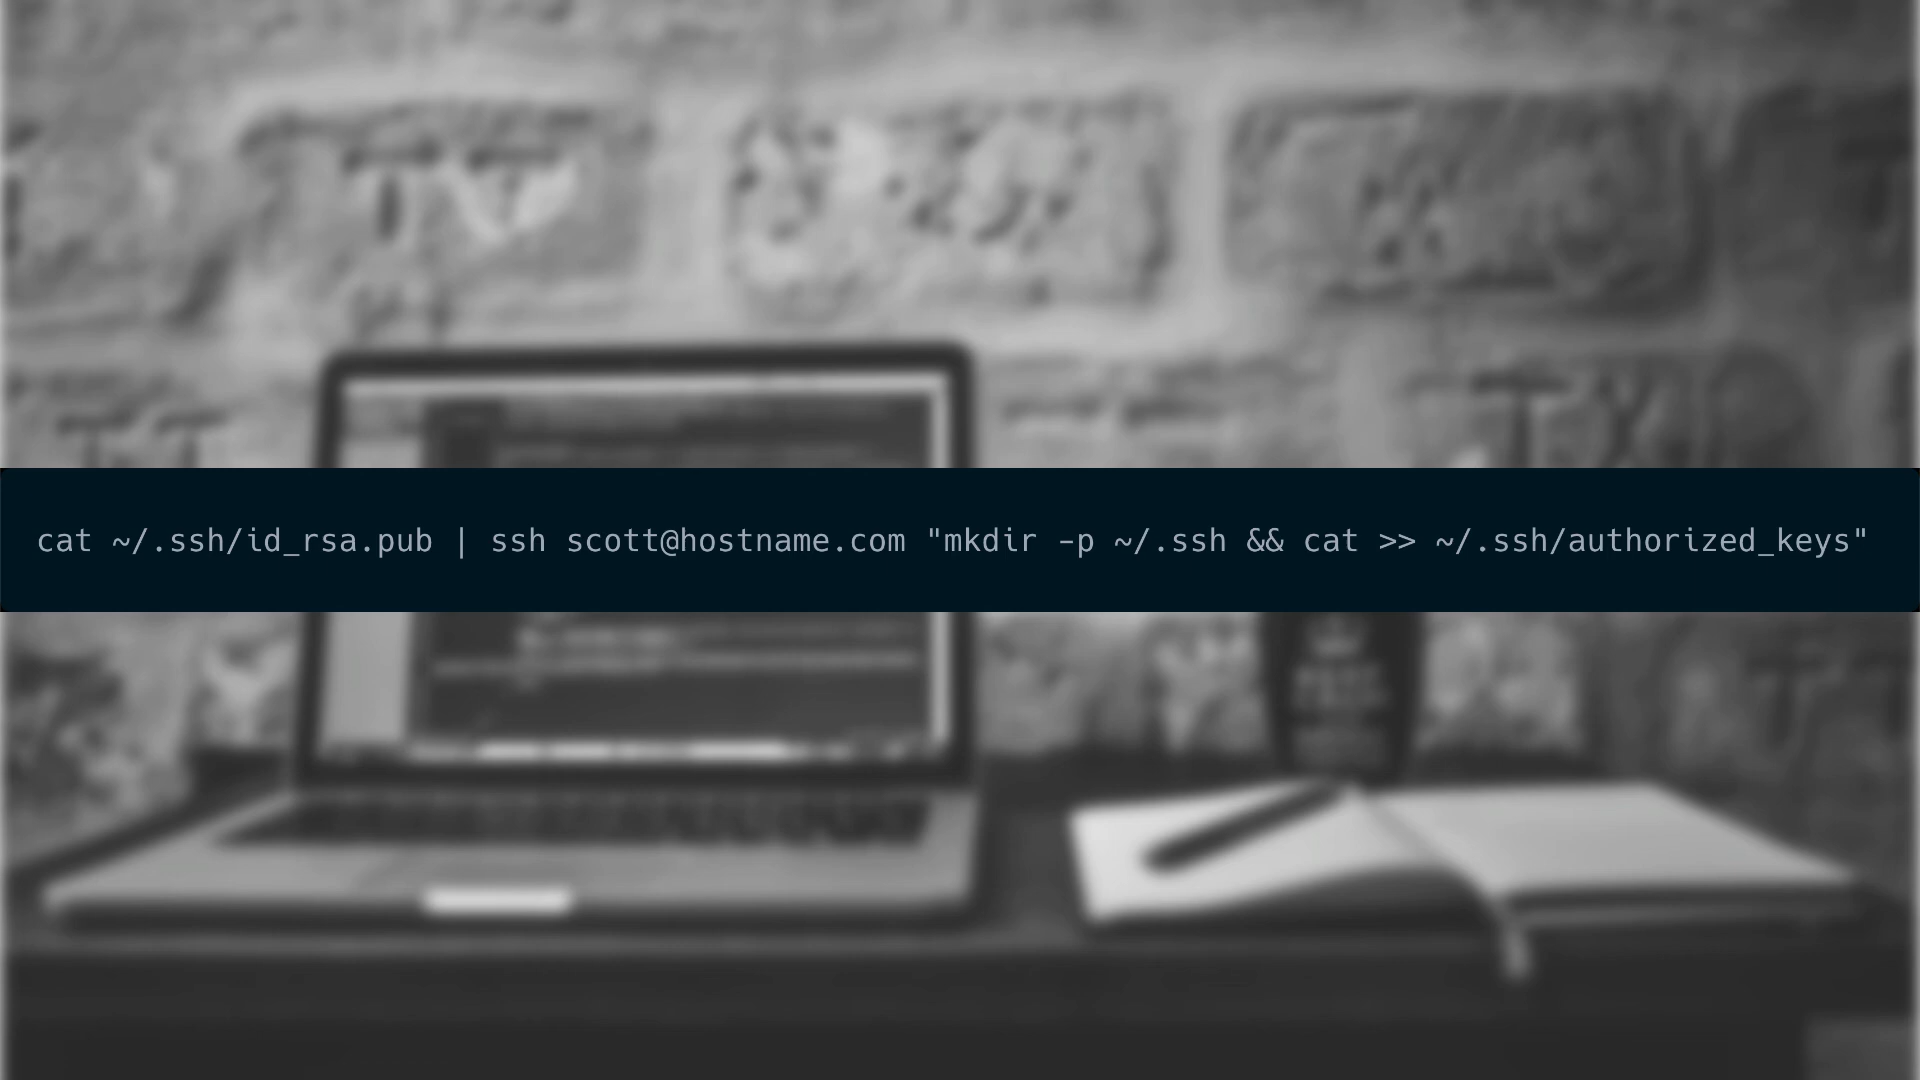 cat ~/.ssh/id_rsa.pub | ssh scott@hostname.com "mkdir -p ~/.ssh && cat >> ~/.ssh/authorized_keys"